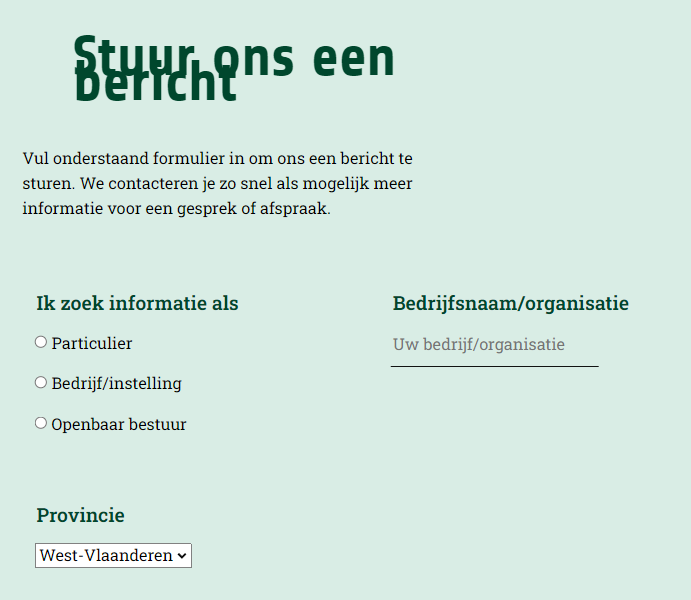 Stuur ons een
bericht
Vul onderstaand formulier in om ons een bericht te
sturen. We contacteren je zo snel als mogelijk meer
informatie voor een gesprek of afspraak.
Ik zoek informatie als
Particulier
Bedrijf/instelling
Openbaar bestuur
Bedrijfsnaam/organisatie
Uw bedrijf/organisatie
Provincie
West-Vlaanderen